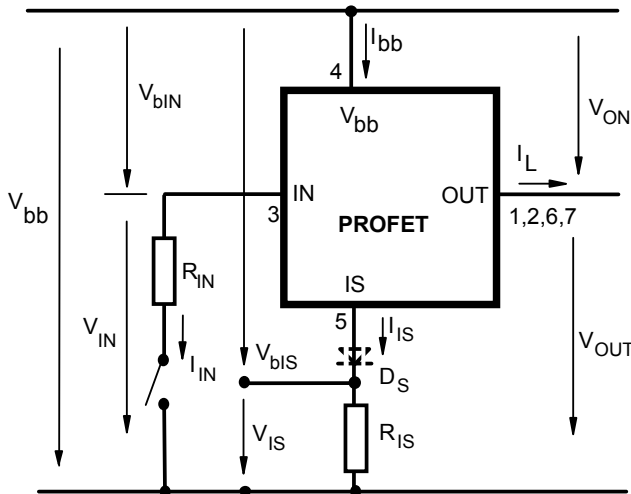 I bb
4
V bb
V bIN
V ON
V bb
I L
IN
OUT
3
PROFET
1,2,6,7
IS
R IN
5
I IS
V IN
I IN
V bIS
D S
V OUT
V IS
R IS